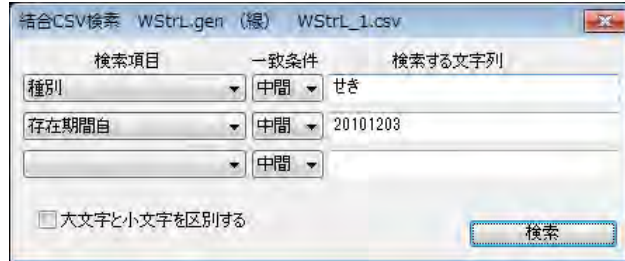 結合CSV検索 WStrL.gen （線） WStrL_1.csv
検索項目 一致条件 検索する文字列
種別 中間 せき
存在期間自 中間 20101203
中間
大文字と小文字を区別する
検索